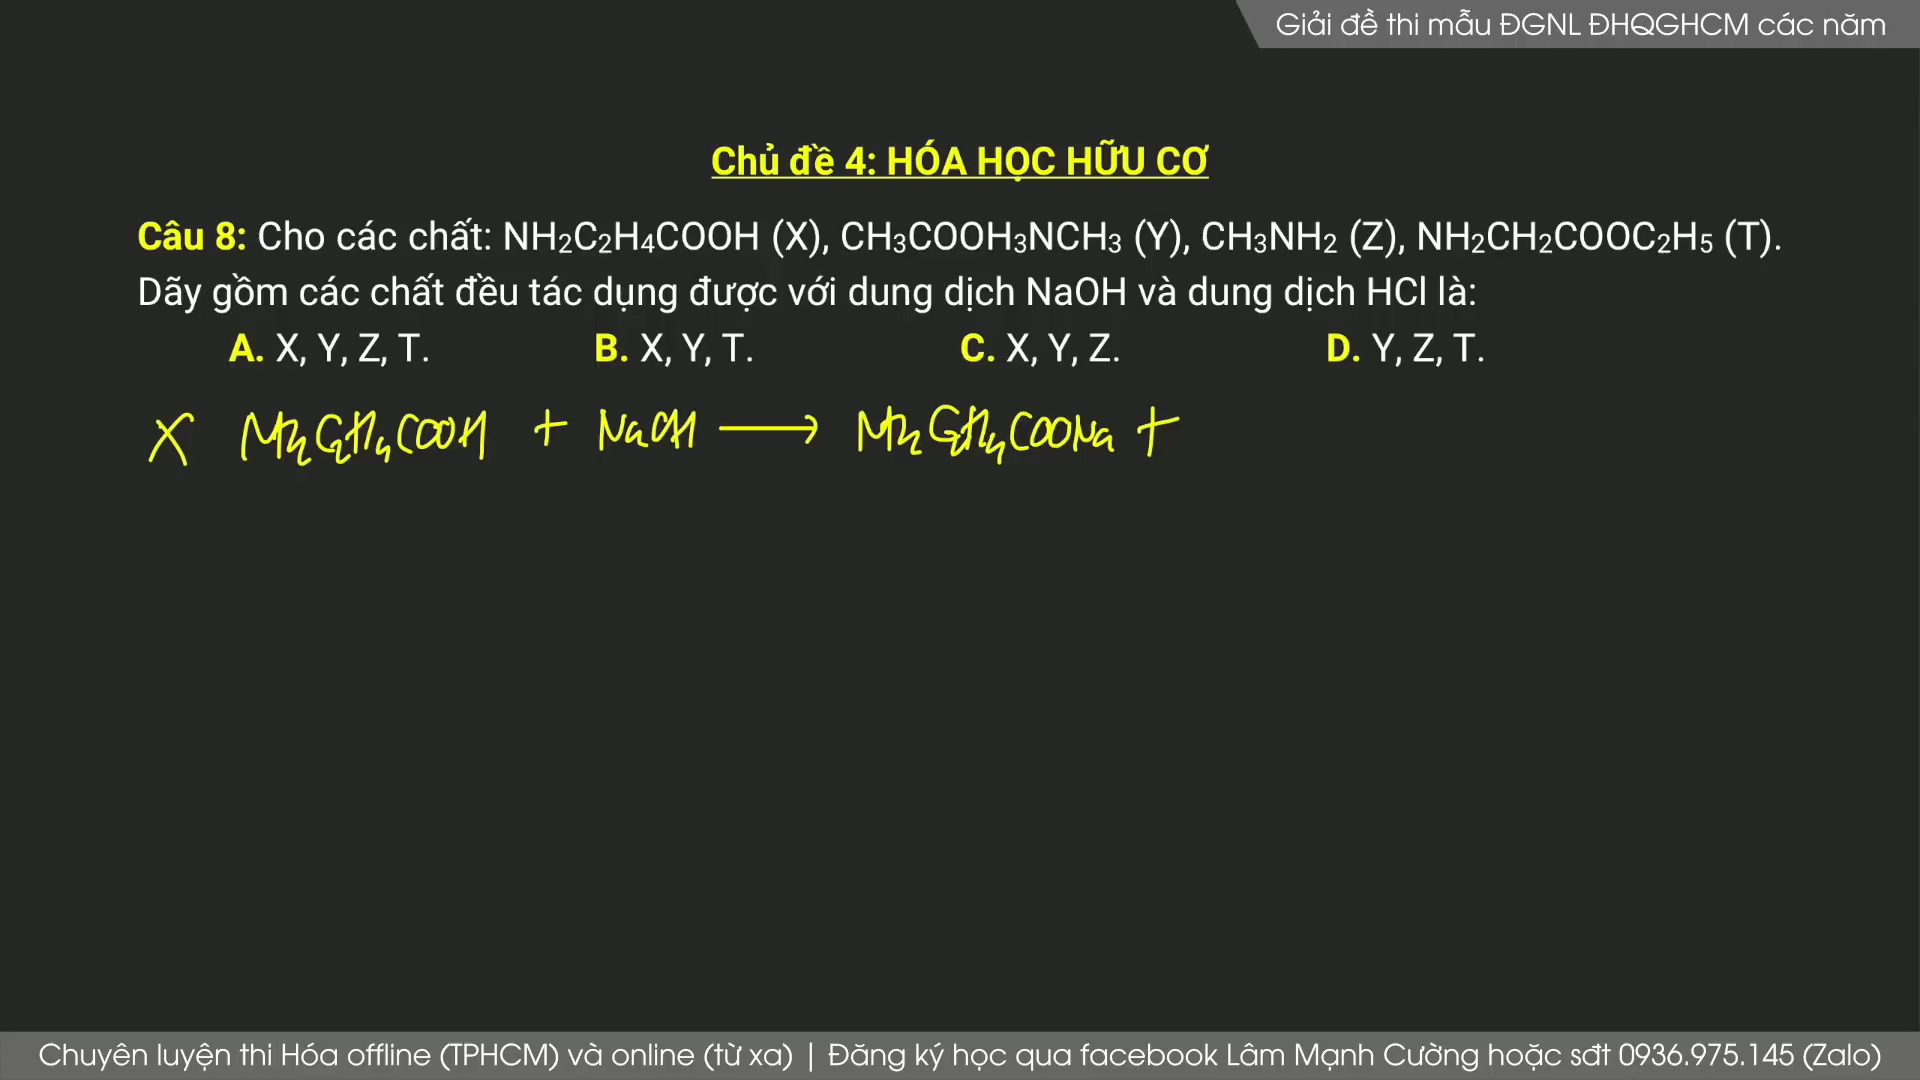 Giải đề thi mẫu ĐGNL ĐHQGHCM các năm
Chủ đề 4: HÓA HỌC HỮU CƠ
Câu 8: Cho các chất: NH₂C₂H₄COOH (X), CH₃COOH₃NCH₃ (Y), CH₃NH₂ (Z), NH₂CH₂COOC₂H₅ (T).
Dãy gồm các chất đều tác dụng được với dung dịch NaOH và dung dịch HCl là:
A. X, Y, Z, T. B. X, Y, T. C. X, Y, Z. D. Y, Z, T.
X NH₂C₂H₄COOH + NaOH ⟶ NH₂C₂H₄COONa +
Chuyên luyện thi Hóa offline (TPHCM) và online (từ xa) | Đăng ký học qua facebook Lâm Mạnh Cường hoặc sđt 0936.975.145 (Zalo)